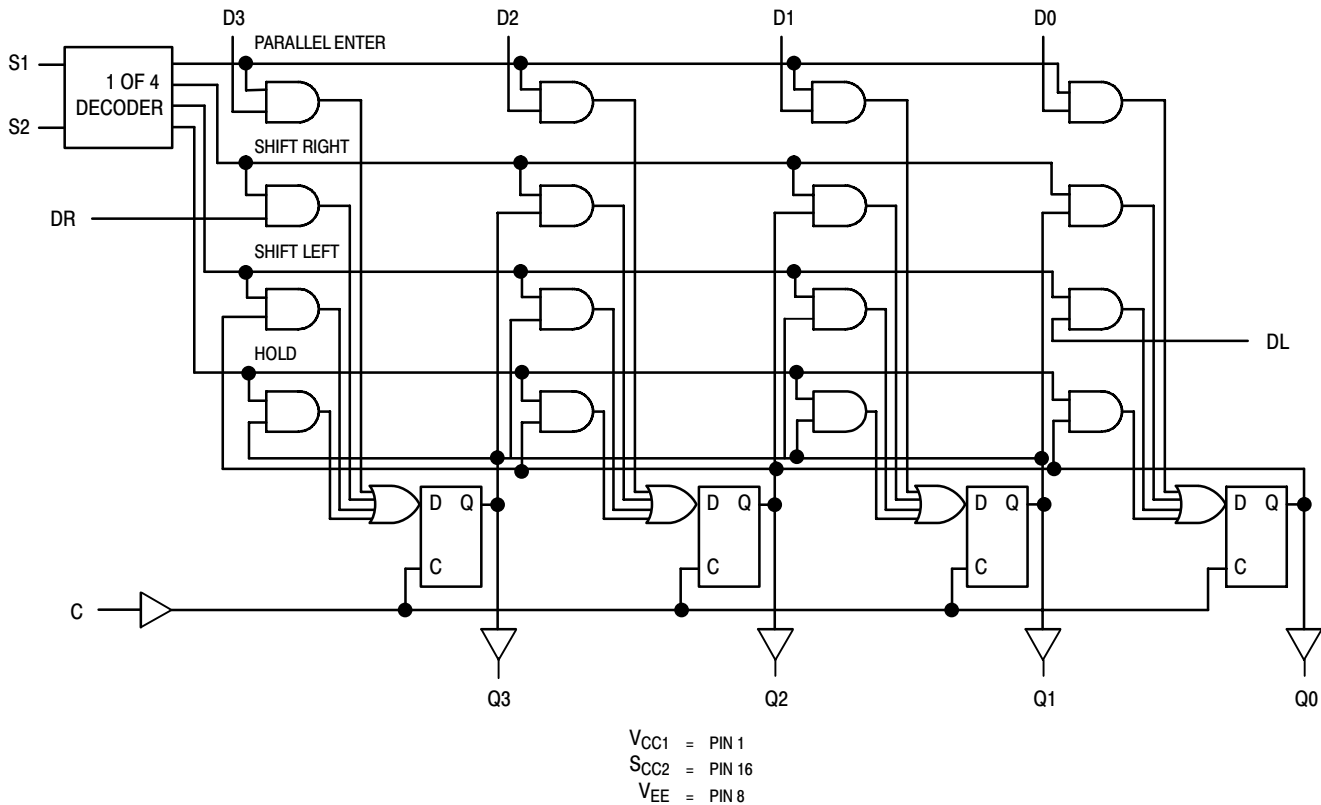 D3 D2 D1 D0
PARALLEL ENTER
S1
1 OF 4
DECODER
S2
SHIFT RIGHT
DR
SHIFT LEFT
DL
HOLD
D Q D Q D Q D Q
C C C C
C
Q3 Q2 Q1 Q0
VCC1 = PIN 1
SCC2 = PIN 16
VEE = PIN 8